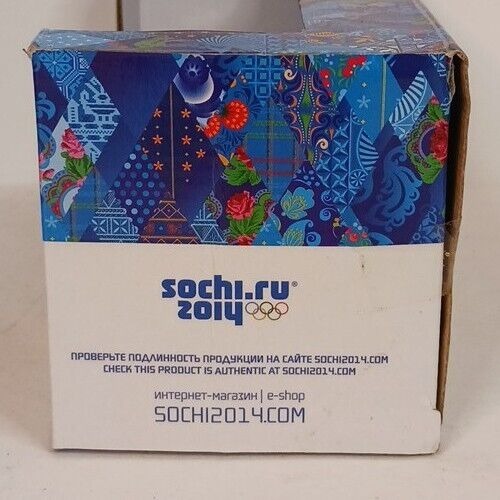 sochi.ru®
2014
ПРОВЕРЬТЕ ПОДЛИННОСТЬ ПРОДУКЦИИ НА САЙТЕ SOCHI2014.COM
CHECK THIS PRODUCT IS AUTHENTIC AT SOCHI2014.COM
интернет-магазин | e-shop
SOCHI2014.COM